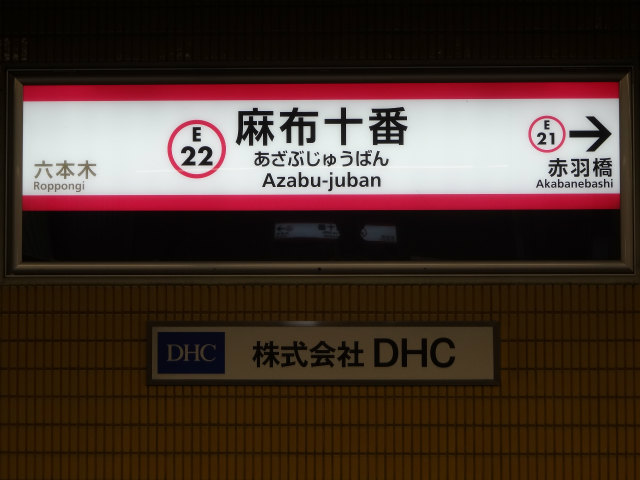 E
22
麻布十番
あざぶじゅうばん
Azabu-juban
六本木
Roppongi
E
21
赤羽橋
Akabanebashi
DHC 株式会社 DHC